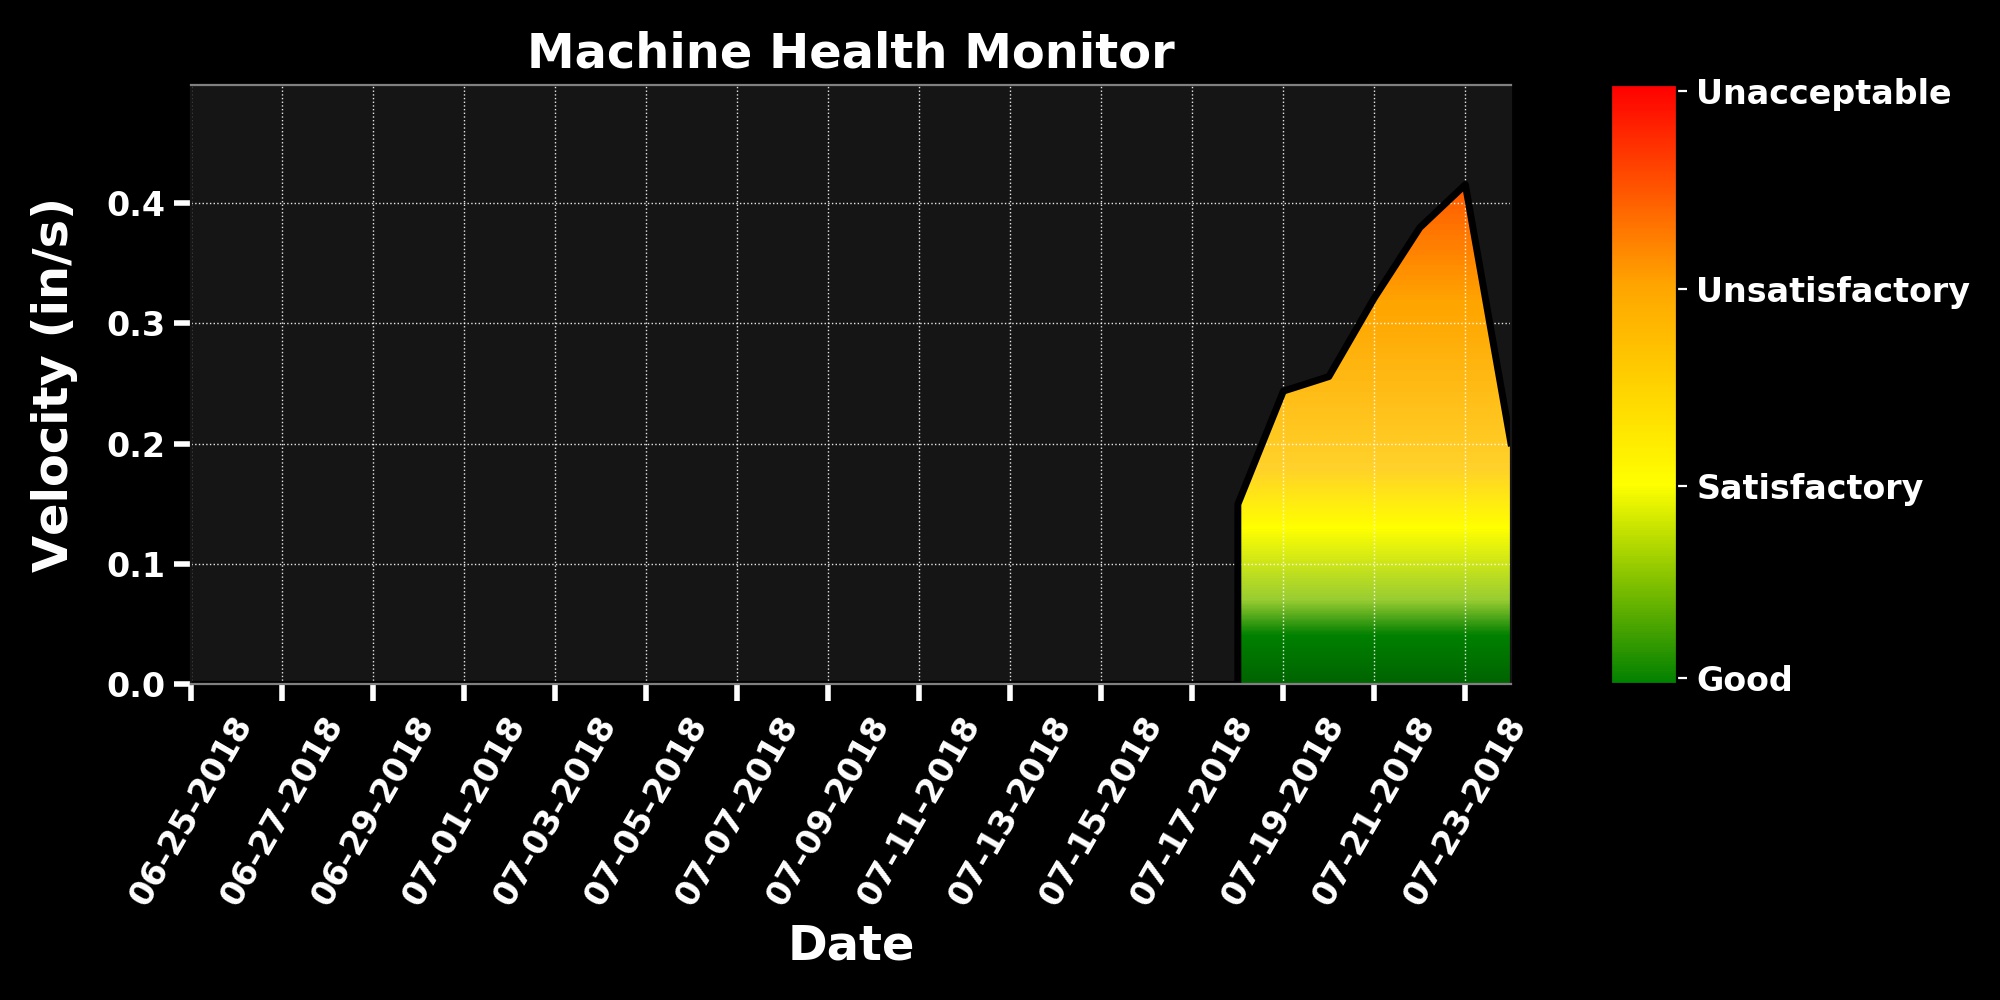 Machine Health Monitor
Velocity (in/s)
0.4
0.3
0.2
0.1
0.0
06-25-2018
06-27-2018
06-29-2018
07-01-2018
07-03-2018
07-05-2018
07-07-2018
07-09-2018
07-11-2018
07-13-2018
07-15-2018
07-17-2018
07-19-2018
07-21-2018
07-23-2018
Date
Unacceptable
Unsatisfactory
Satisfactory
Good